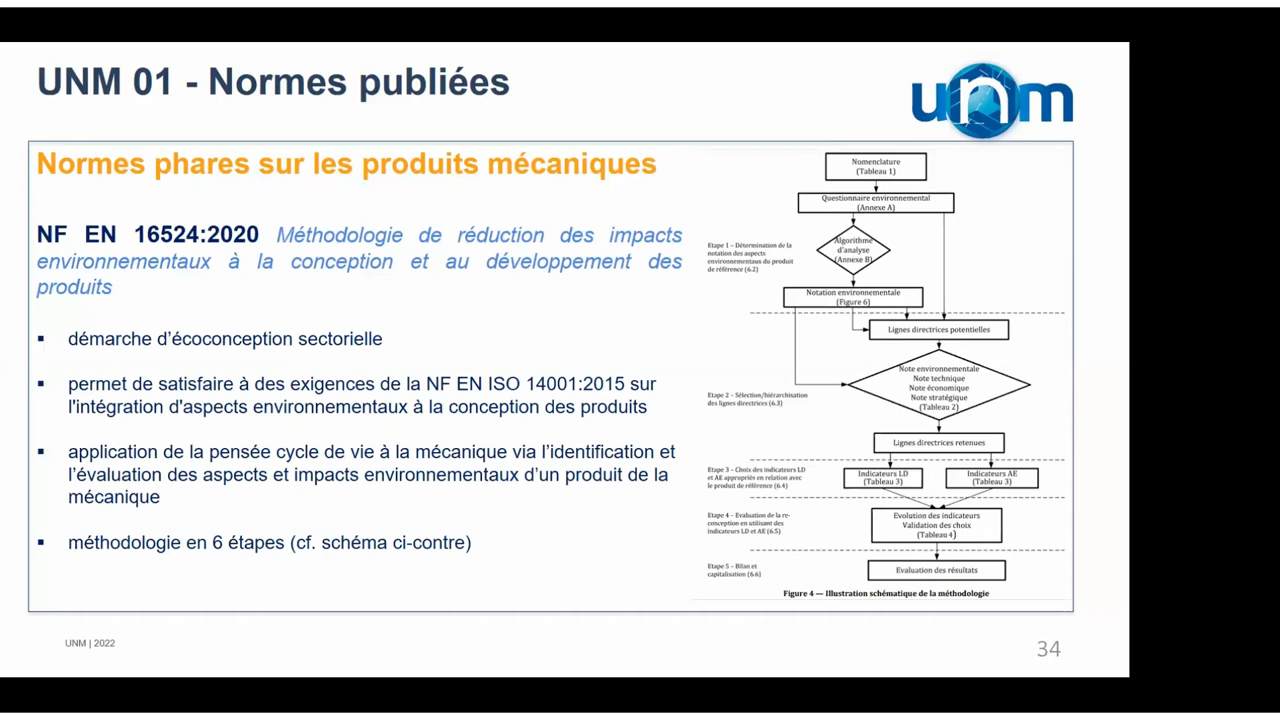 UNM 01 - Normes publiées
unm
Normes phares sur les produits mécaniques
NF EN 16524:2020 Méthodologie de réduction des impacts
environnementaux à la conception et au développement des
produits
▪ démarche d'écoconception sectorielle
▪ permet de satisfaire à des exigences de la NF EN ISO 14001:2015 sur
l'intégration d'aspects environnementaux à la conception des produits
▪ application de la pensée cycle de vie à la mécanique via l'identification et
l'évaluation des aspects et impacts environnementaux d'un produit de la
mécanique
▪ méthodologie en 6 étapes (cf. schéma ci-contre)
Nomenclature
(Tableau 1)
Questionnaire environnemental
(Annexe A)
Etape 1 – Détermination de la
notation des aspects
environnementaux du produit
de référence (6.2)
Algorithme
d'analyse
(Annexe B)
Notation environnementale
(Figure 6)
Lignes directrices potentielles
Etape 2 – Sélection/hiérarchisation
des lignes directrices (6.3)
Note environnementale
Note technique
Note économique
Note stratégique
(Tableau 2)
Lignes directrices retenues
Etape 3 – Choix des indicateurs LD
et AE appropriés en relation avec
le produit de référence (6.4)
Indicateurs LD
(Tableau 3)
Indicateurs AE
(Tableau 3)
Etape 4 – Evaluation de la re-
conception en utilisant des
indicateurs LD et AE (6.5)
Evolution des indicateurs
Validation des choix
(Tableau 4)
Etape 5 – Bilan et
capitalisation (6.6)
Evaluation des résultats
Figure 4 — Illustration schématique de la méthodologie
UNM | 2022
34